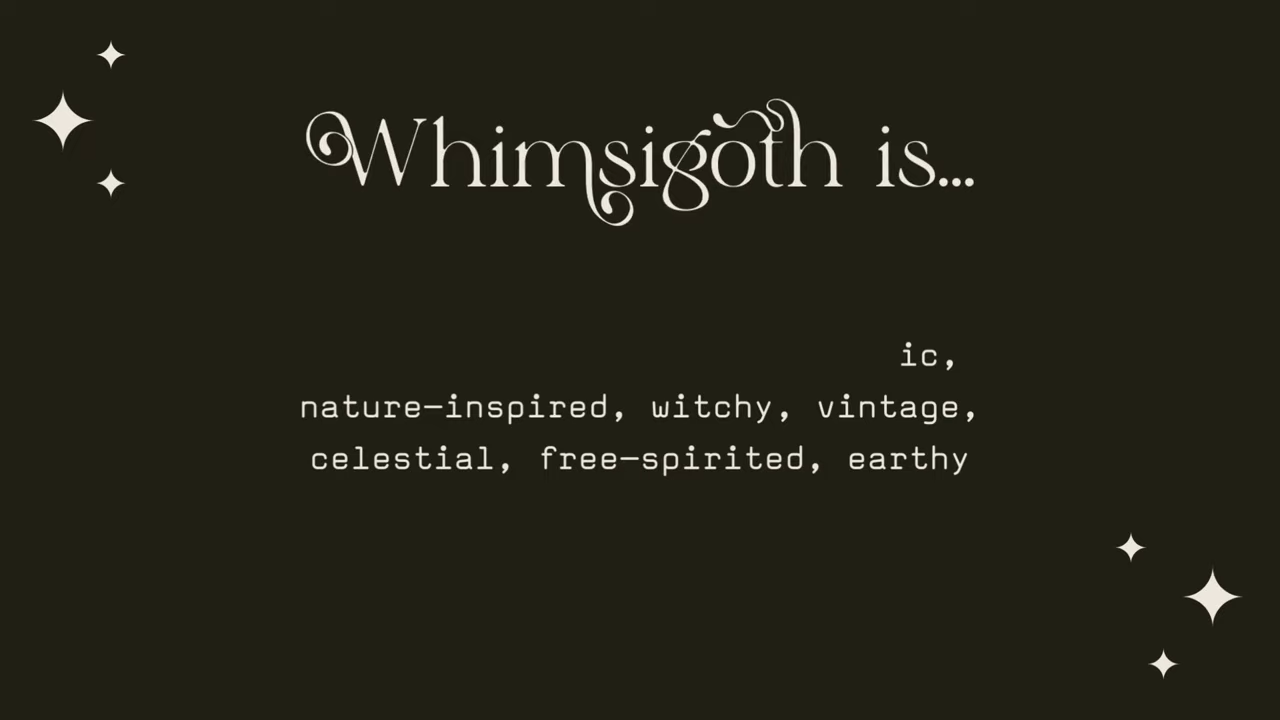 Whimsigoth is...
ic,
nature-inspired, witchy, vintage,
celestial, free-spirited, earthy